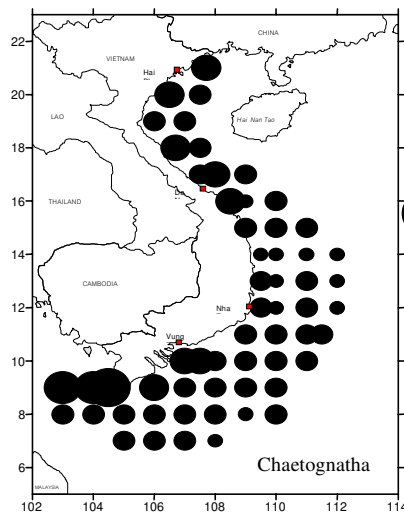 22
CHINA
VIETNAM
Hai
20
LAO
Hai Nan Tao
18
16
THAILAND
14
CAMBODIA
12
Nha
Vung
10
8
6
Chaetognatha
MALAYSIA
102 104 106 108 110 112 114